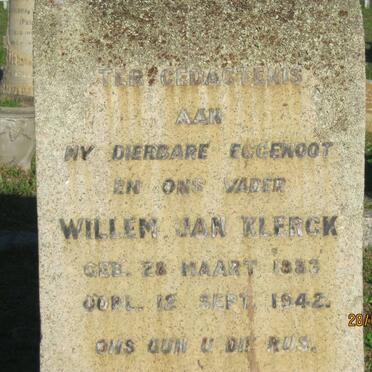 TER GEDAGTENIS
AAN
MY DIERBARE EGGENOOT
EN ONS VADER
WILLEM JAN KLERCK
GEB. 28 MAART 1883
OORL. 12 SEPT. 1942.
ONS GUN U DIE RUS.